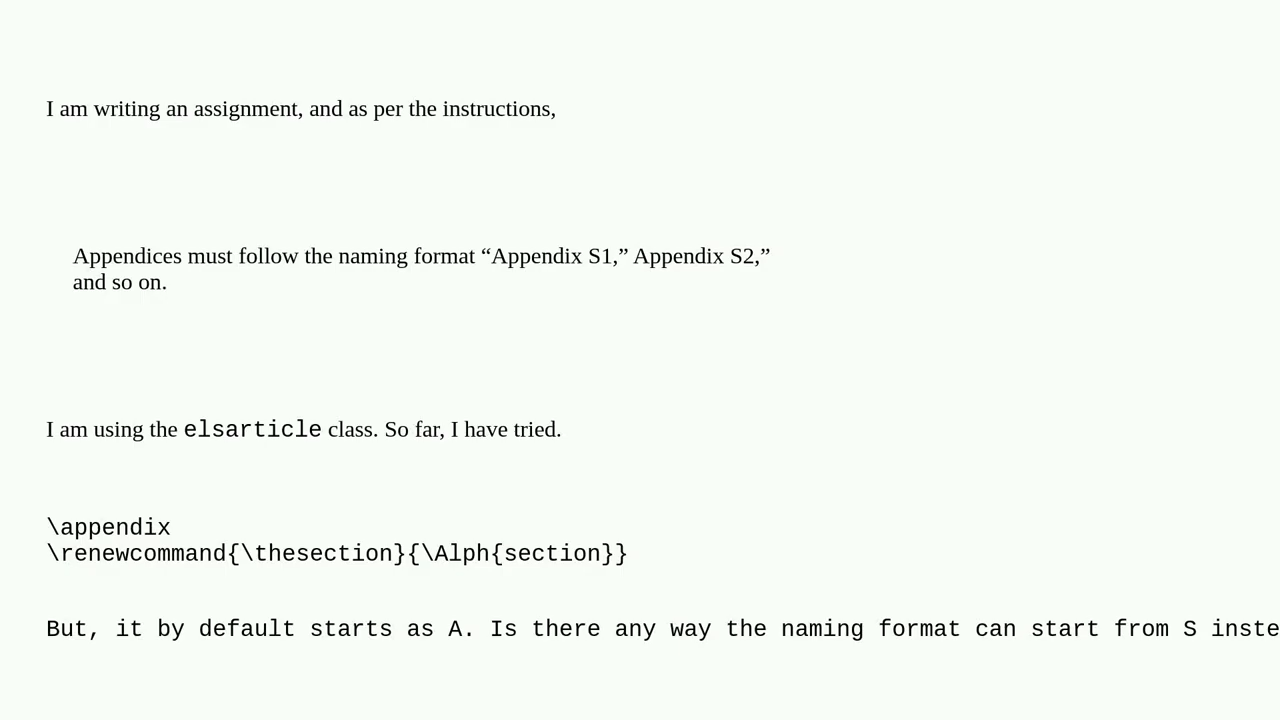 I am writing an assignment, and as per the instructions,
Appendices must follow the naming format “Appendix S1,” Appendix S2,”
and so on.
I am using the elsarticle class. So far, I have tried.
\appendix
\renewcommand{\thesection}{\Alph{section}}
But, it by default starts as A. Is there any way the naming format can start from S inste